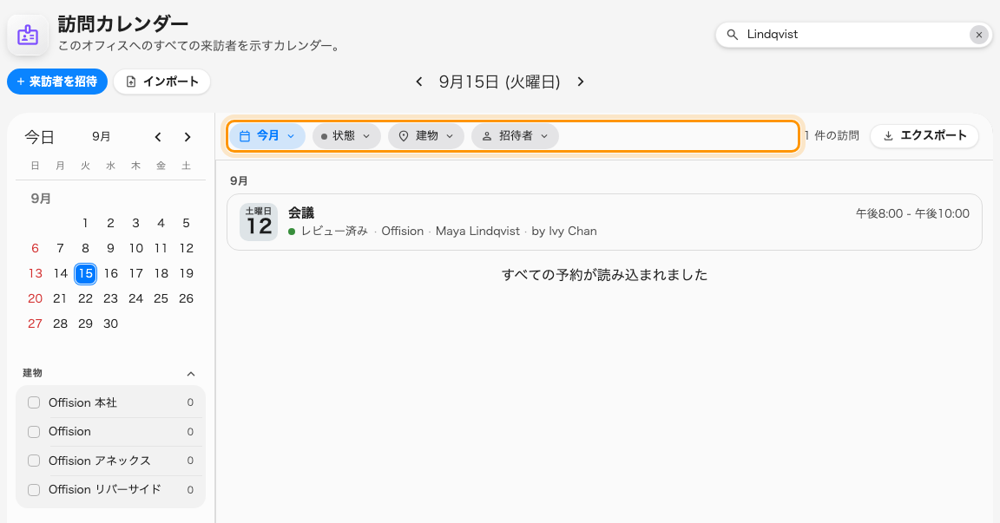 訪問カレンダー
このオフィスへのすべての来訪者を示すカレンダー。
Lindqvist
+ 来訪者を招待
インポート
9月15日 (火曜日)
今日
9月
日 月 火 水 木 金 土
9月
1 2 3 4 5
6 7 8 9 10 11 12
13 14 15 16 17 18 19
20 21 22 23 24 25 26
27 28 29 30
建物
Offision 本社 0
Offision 0
Offision アネックス 0
Offision リバーサイド 0
今月
状態
建物
招待者
1 件の訪問
エクスポート
9月
土曜日
12
会議
レビュー済み · Offision · Maya Lindqvist · by Ivy Chan
午後8:00 - 午後10:00
すべての予約が読み込まれました